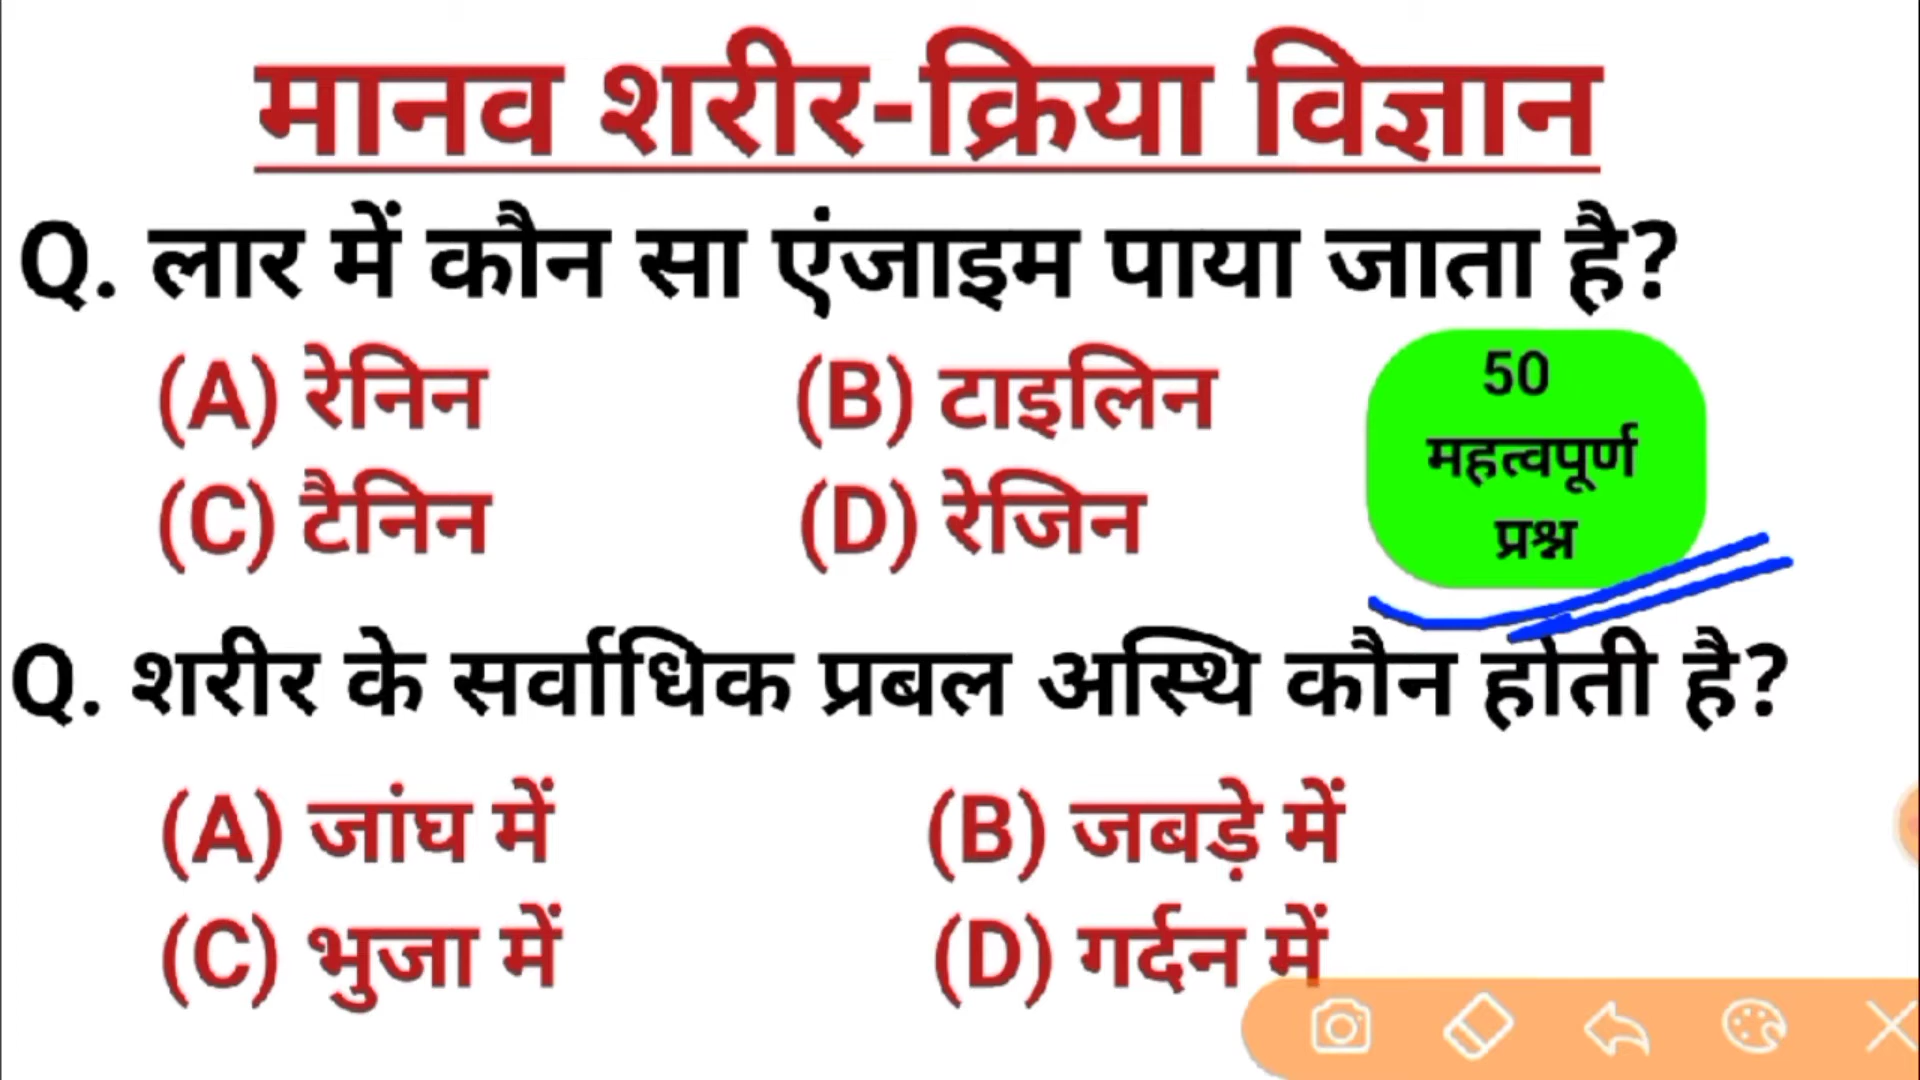 मानव शरीर-क्रिया विज्ञान
Q. लार में कौन सा एंजाइम पाया जाता है?
(A) रेनिन (B) टाइलिन
(C) टैनिन (D) रेजिन
50
महत्वपूर्ण
प्रश्न
Q. शरीर के सर्वाधिक प्रबल अस्थि कौन होती है?
(A) जांघ में (B) जबड़े में
(C) भुजा में (D) गर्दन में